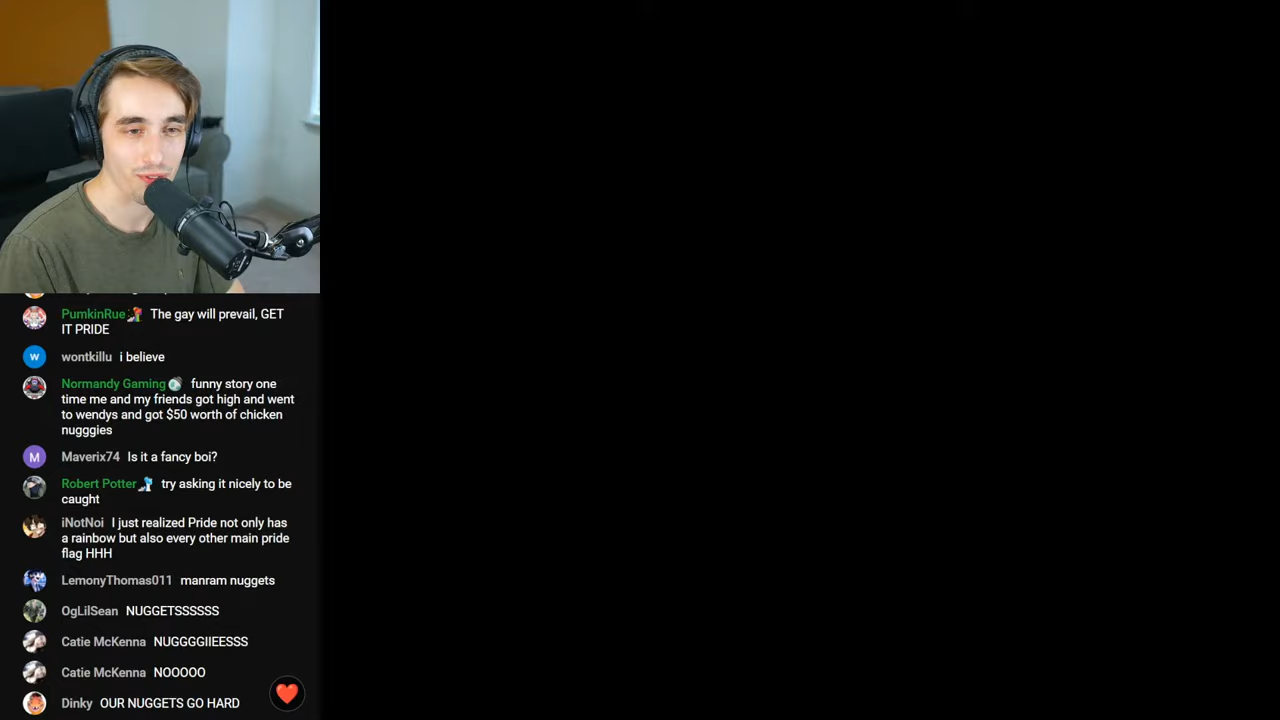 PumkinRue The gay will prevail, GET
IT PRIDE
wontkillu i believe
Normandy Gaming funny story one
time me and my friends got high and went
to wendys and got $50 worth of chicken
nugggies
M Maverix74 Is it a fancy boi?
Robert Potter try asking it nicely to be
caught
iNotNoi I just realized Pride not only has
a rainbow but also every other main pride
flag HHH
LemonyThomas011 manram nuggets
OgLilSean NUGGETSSSSSS
Catie McKenna NUGGGGIIEESSS
Catie McKenna NOOOOO
Dinky OUR NUGGETS GO HARD